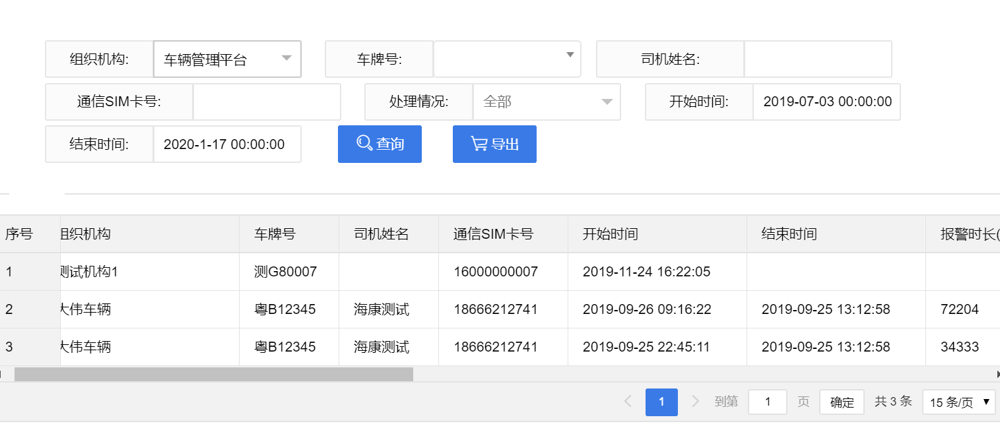 组织机构: 车辆管理平台 车牌号: 司机姓名:
通信SIM卡号: 处理情况: 全部 开始时间: 2019-07-03 00:00:00
结束时间: 2020-1-17 00:00:00 查询 导出
序号 组织机构 车牌号 司机姓名 通信SIM卡号 开始时间 结束时间 报警时长(
1 测试机构1 测G80007 16000000007 2019-11-24 16:22:05
2 大伟车辆 粤B12345 海康测试 18666212741 2019-09-26 09:16:22 2019-09-25 13:12:58 72204
3 大伟车辆 粤B12345 海康测试 18666212741 2019-09-25 22:45:11 2019-09-25 13:12:58 34333
1 到第 1 页 确定 共 3 条 15 条/页